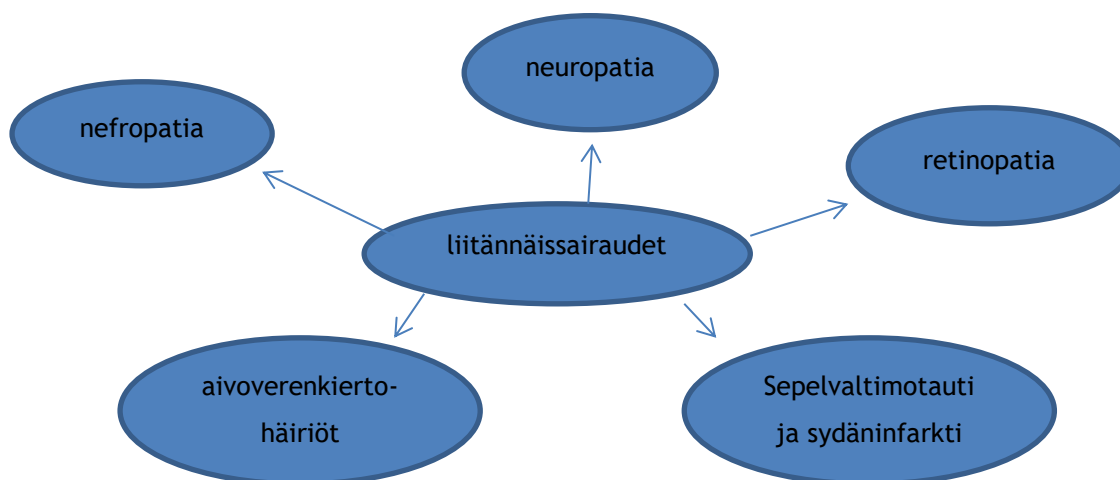 neuropatia
nefropatia
retinopatia
liitännäissairaudet
aivoverenkierto-
häiriöt
Sepelvaltimotauti
ja sydäninfarkti